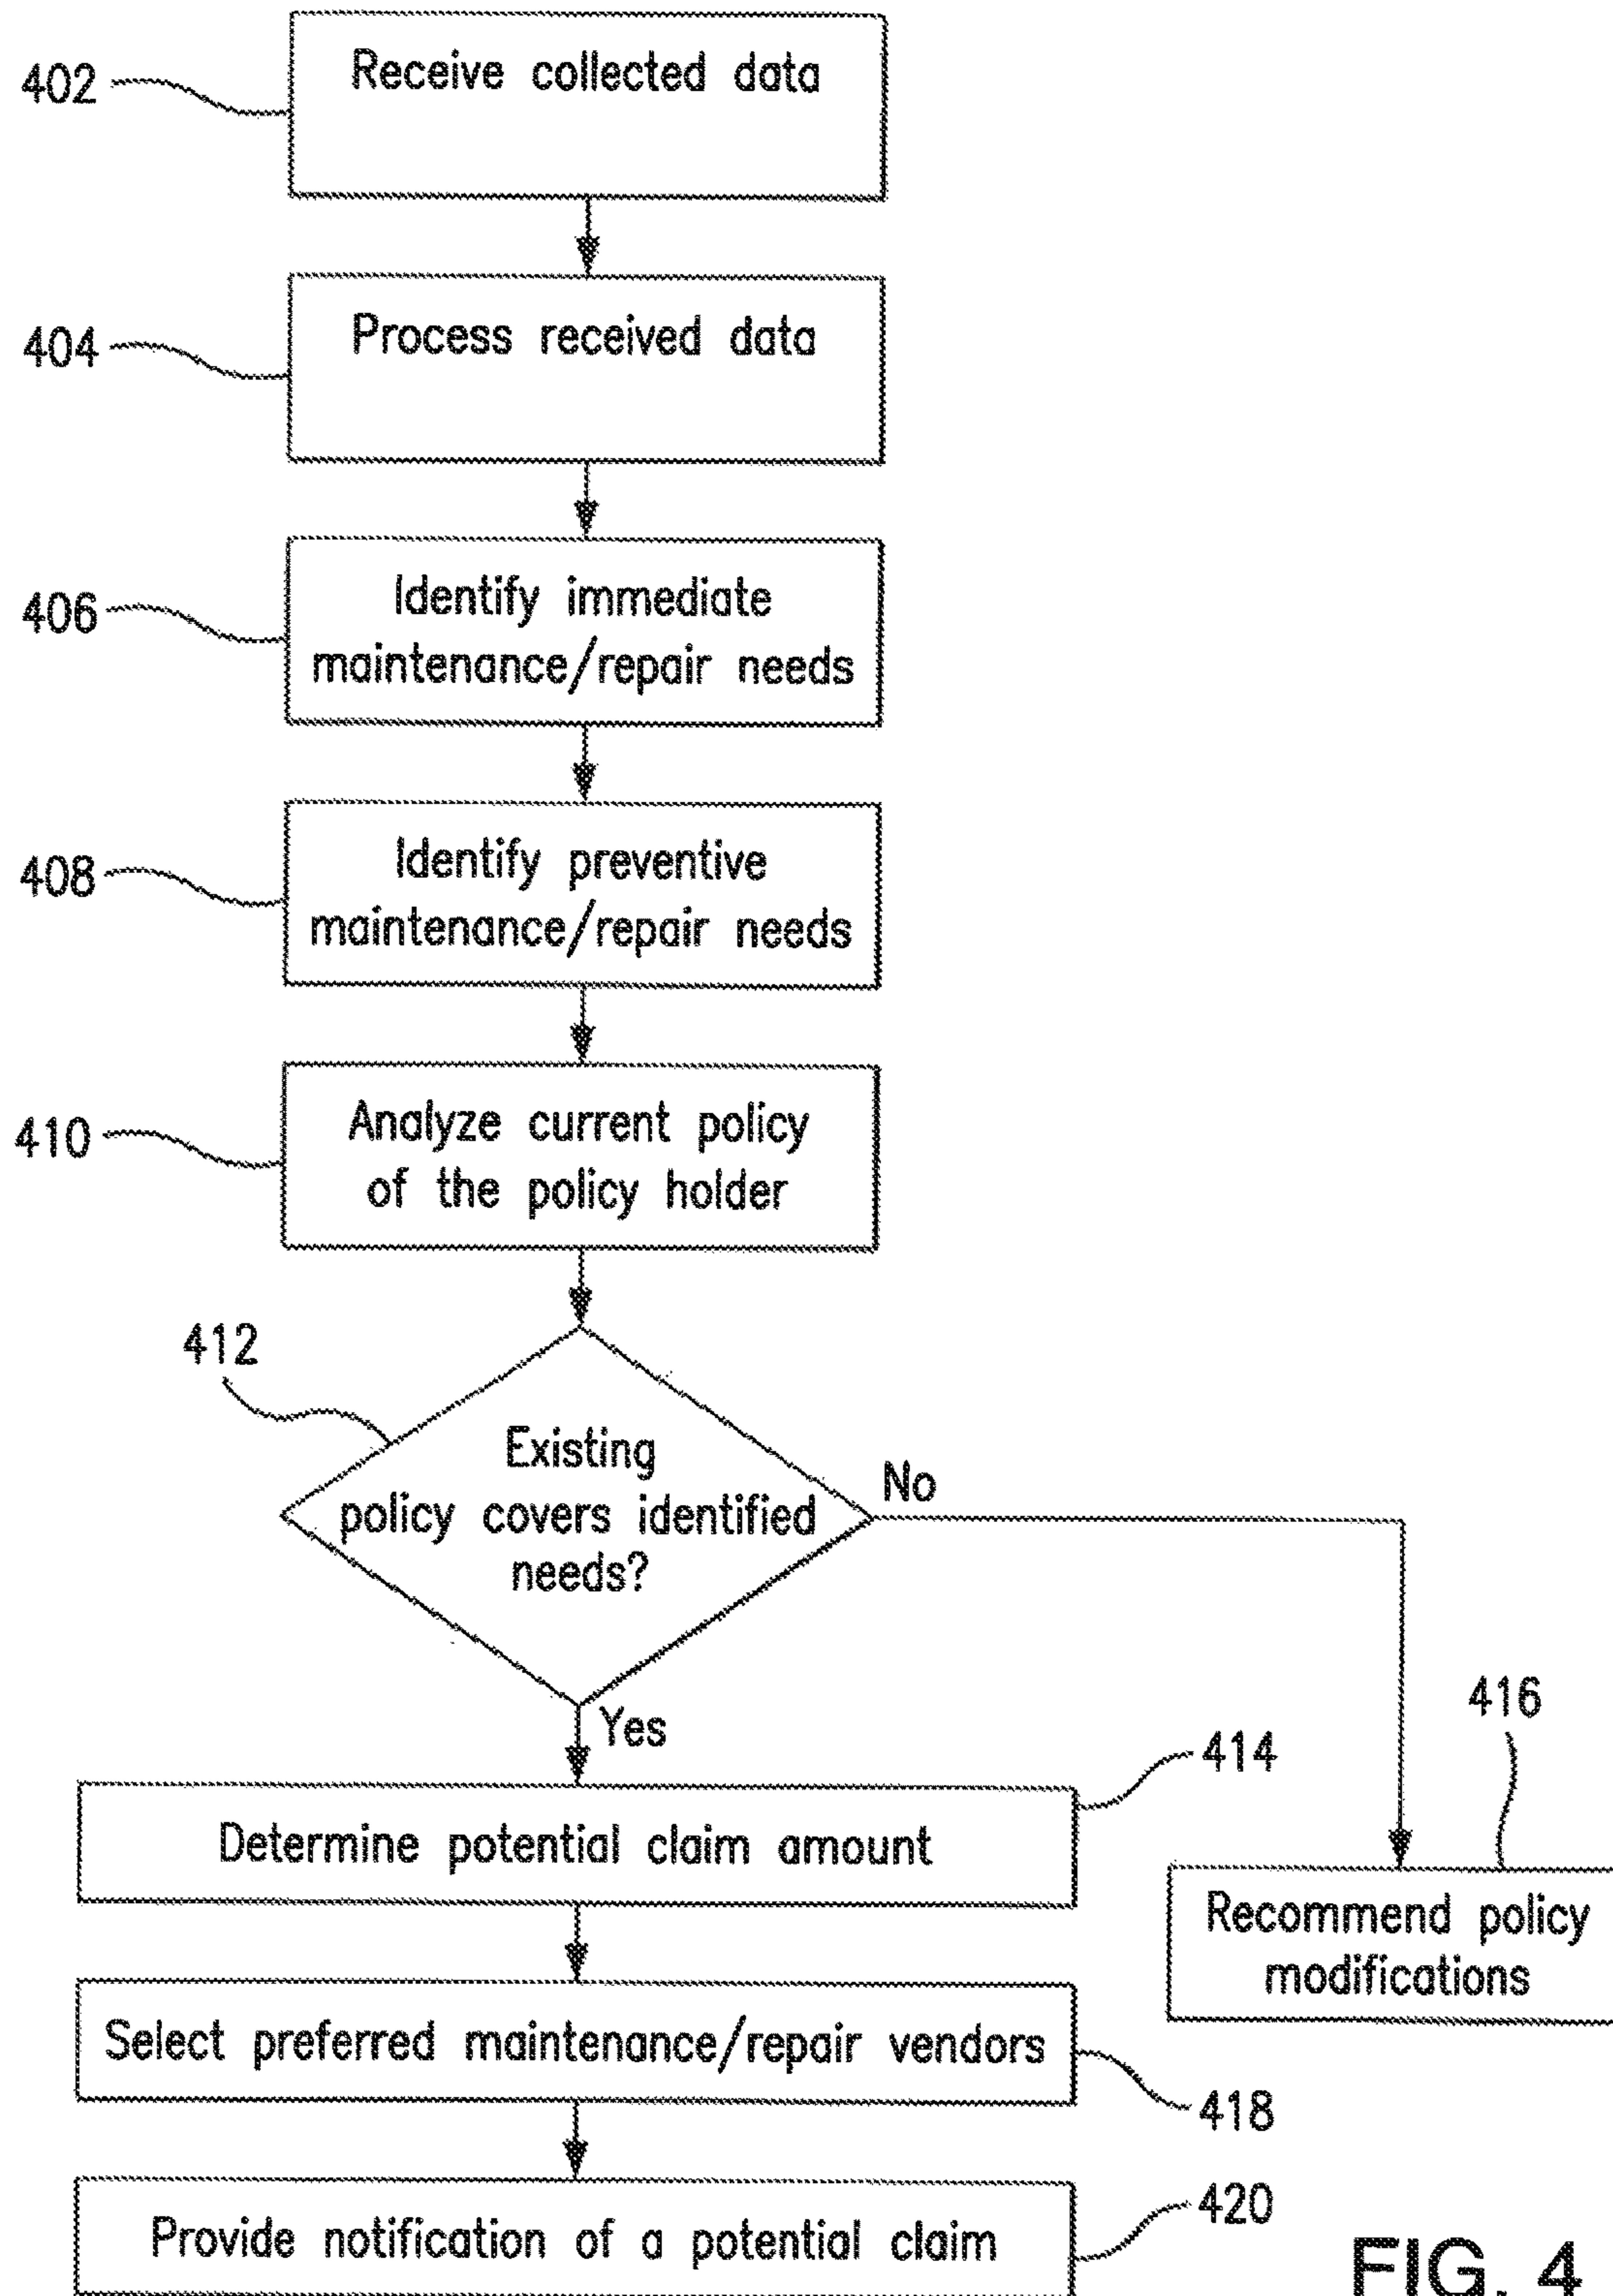 402
Receive collected data
404
Process received data
406
Identify immediate
maintenance/repair needs
408
Identify preventive
maintenance/repair needs
410
Analyze current policy
of the policy holder
412
Existing
policy covers identified
needs?
No
Yes
416
414
Determine potential claim amount
Recommend policy
modifications
Select preferred maintenance/repair vendors
418
420
Provide notification of a potential claim
FIG. 4